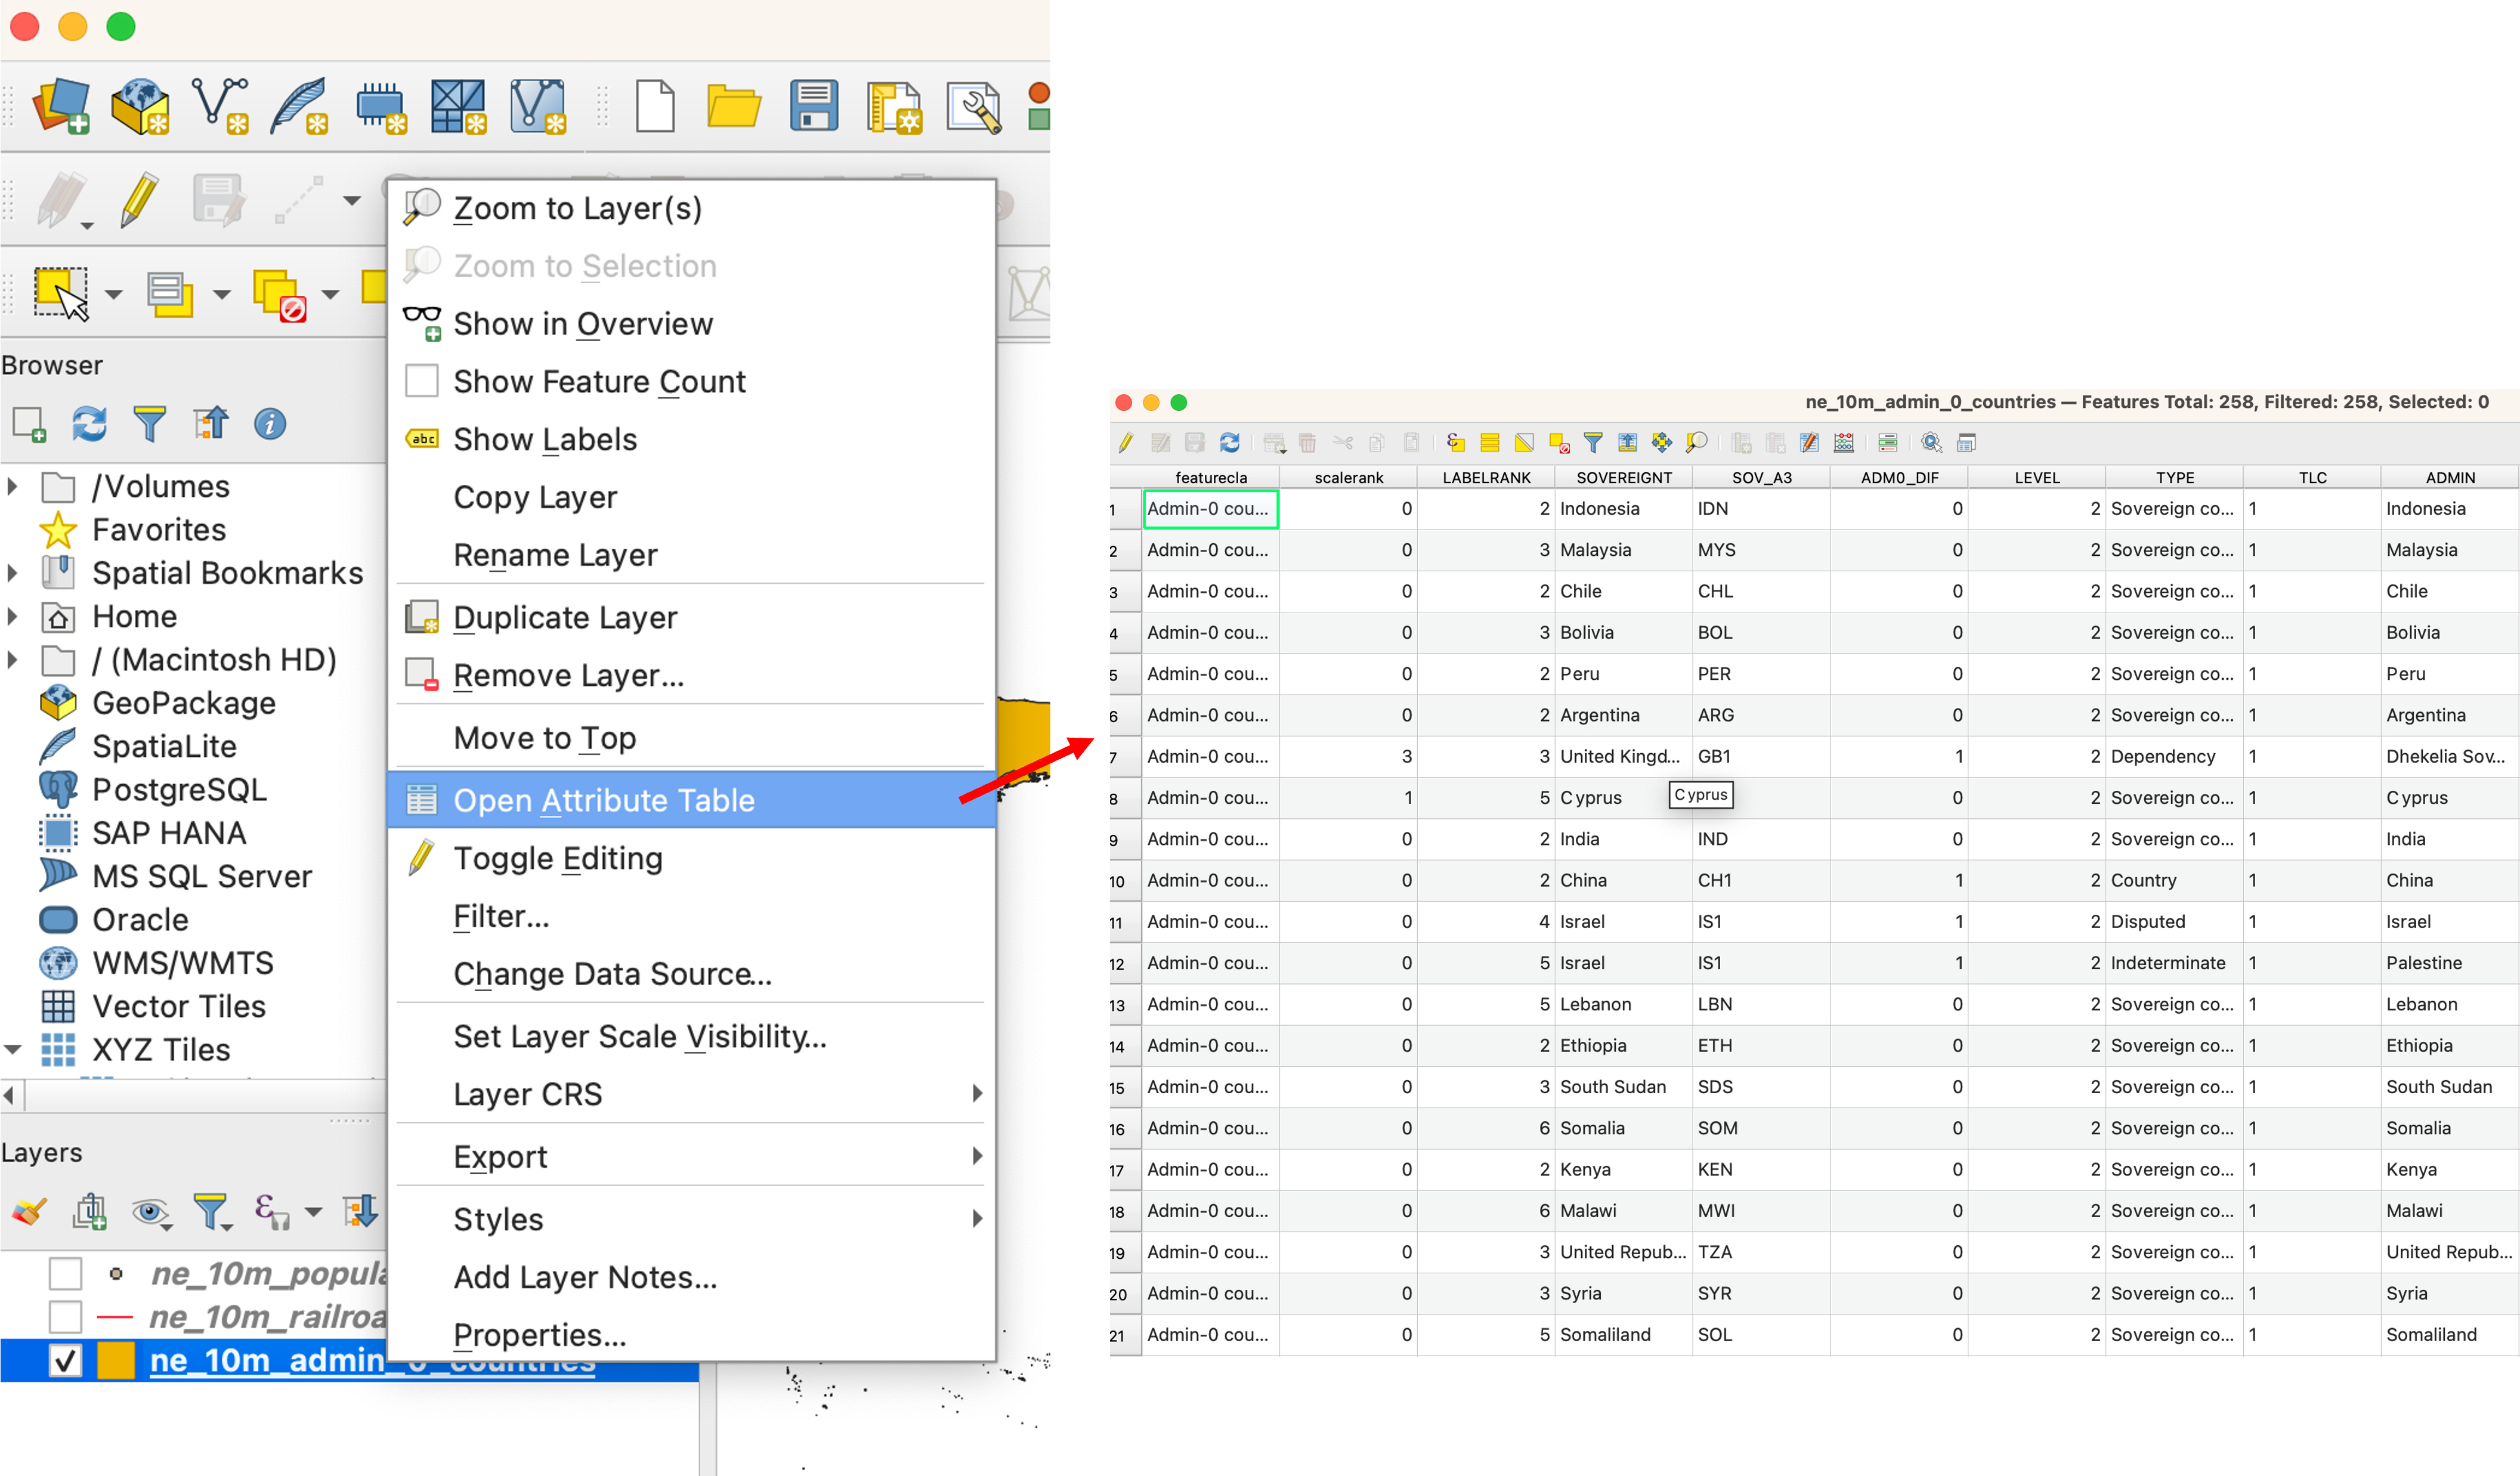 Zoom to Layer(s)
Zoom to Selection
Show in Overview
Show Feature Count
abc Show Labels
Copy Layer
Rename Layer
Duplicate Layer
Remove Layer...
Move to Top
Open Attribute Table
Toggle Editing
Filter...
Change Data Source...
Set Layer Scale Visibility...
Layer CRS
Export
Styles
Add Layer Notes...
Properties...
Browser
/Volumes
Favorites
Spatial Bookmarks
Home
/ (Macintosh HD)
GeoPackage
SpatiaLite
PostgreSQL
SAP HANA
MS SQL Server
Oracle
WMS/WMTS
Vector Tiles
XYZ Tiles
Layers
ne_10m_popula
ne_10m_railroa
ne_10m_admin_0_countries
ne_10m_admin_0_countries — Features Total: 258, Filtered: 258, Selected: 0
featurecla scalerank LABELRANK SOVEREIGNT SOV_A3 ADM0_DIF LEVEL TYPE TLC ADMIN
1 Admin-0 cou... 0 2 Indonesia IDN 0 2 Sovereign co... 1 Indonesia
2 Admin-0 cou... 0 3 Malaysia MYS 0 2 Sovereign co... 1 Malaysia
3 Admin-0 cou... 0 2 Chile CHL 0 2 Sovereign co... 1 Chile
4 Admin-0 cou... 0 3 Bolivia BOL 0 2 Sovereign co... 1 Bolivia
5 Admin-0 cou... 0 2 Peru PER 0 2 Sovereign co... 1 Peru
6 Admin-0 cou... 0 2 Argentina ARG 0 2 Sovereign co... 1 Argentina
7 Admin-0 cou... 3 3 United Kingd... GB1 1 2 Dependency 1 Dhekelia Sov...
8 Admin-0 cou... 1 5 Cyprus Cyprus 0 2 Sovereign co... 1 Cyprus
9 Admin-0 cou... 0 2 India IND 0 2 Sovereign co... 1 India
10 Admin-0 cou... 0 2 China CH1 1 2 Country 1 China
11 Admin-0 cou... 0 4 Israel IS1 1 2 Disputed 1 Israel
12 Admin-0 cou... 0 5 Israel IS1 1 2 Indeterminate 1 Palestine
13 Admin-0 cou... 0 5 Lebanon LBN 0 2 Sovereign co... 1 Lebanon
14 Admin-0 cou... 0 2 Ethiopia ETH 0 2 Sovereign co... 1 Ethiopia
15 Admin-0 cou... 0 3 South Sudan SDS 0 2 Sovereign co... 1 South Sudan
16 Admin-0 cou... 0 6 Somalia SOM 0 2 Sovereign co... 1 Somalia
17 Admin-0 cou... 0 2 Kenya KEN 0 2 Sovereign co... 1 Kenya
18 Admin-0 cou... 0 6 Malawi MWI 0 2 Sovereign co... 1 Malawi
19 Admin-0 cou... 0 3 United Repub... TZA 0 2 Sovereign co... 1 United Repub...
20 Admin-0 cou... 0 3 Syria SYR 0 2 Sovereign co... 1 Syria
21 Admin-0 cou... 0 5 Somaliland SOL 0 2 Sovereign co... 1 Somaliland